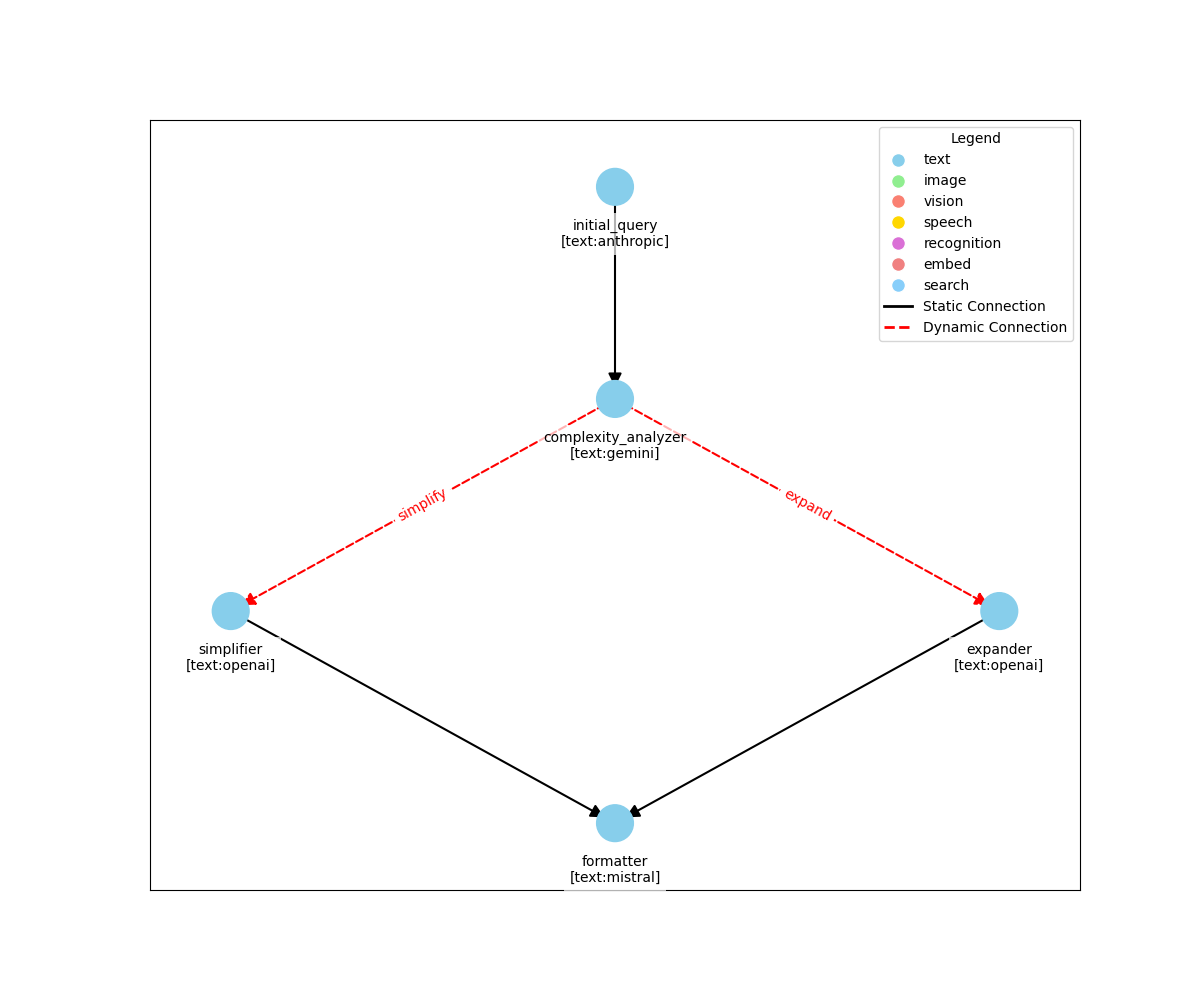 Legend
text
image
vision
speech
recognition
embed
search
Static Connection
Dynamic Connection
initial_query
[text:anthropic]
complexity_analyzer
[text:gemini]
simplify
expand
simplifier
[text:openai]
expander
[text:openai]
formatter
[text:mistral]